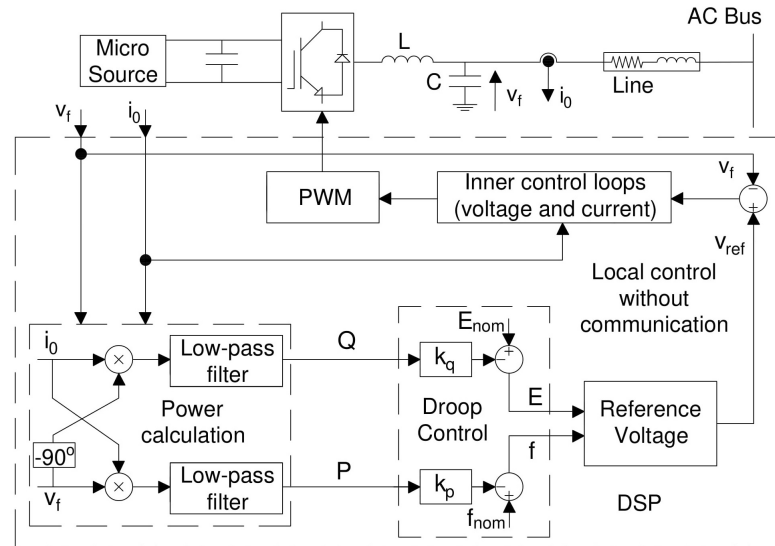 AC Bus
Micro
Source
L
C
v_f
i_0
Line
v_f
i_0
v_f
PWM
Inner control loops
(voltage and current)
−
+
v_ref
Local control
without
communication
i_0
×
Low-pass
filter
Q
k_q
E_nom
+
−
E
Power
calculation
-90°
Droop
Control
Reference
Voltage
f
v_f
×
Low-pass
filter
P
k_p
−
+
f_nom
DSP